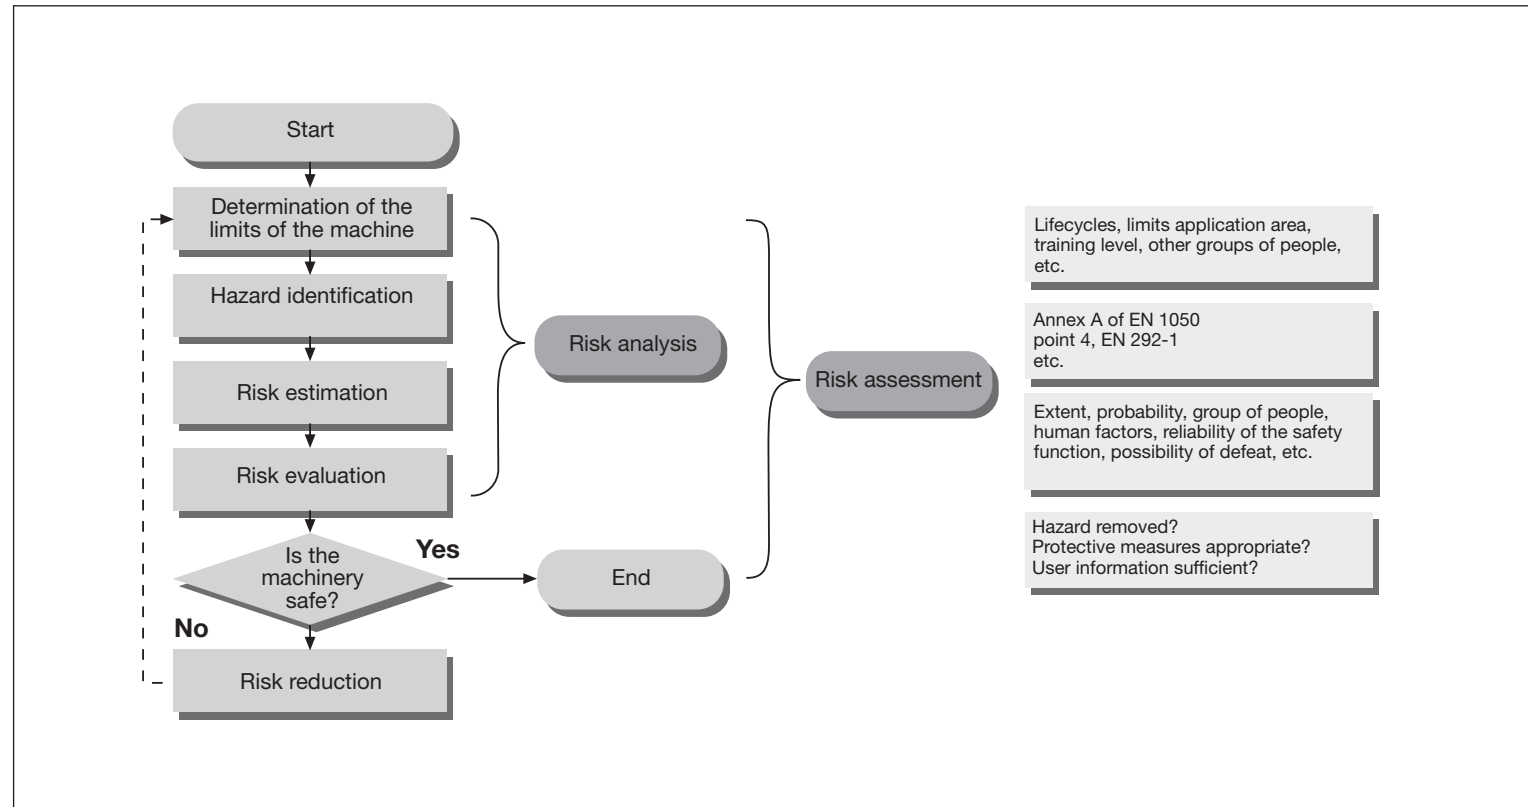 Start
Determination of the
limits of the machine
Hazard identification
Risk estimation
Risk evaluation
Is the
machinery
safe?
Yes
No
End
Risk reduction
Risk analysis
Risk assessment
Lifecycles, limits application area,
training level, other groups of people,
etc.
Annex A of EN 1050
point 4, EN 292-1
etc.
Extent, probability, group of people,
human factors, reliability of the safety
function, possibility of defeat, etc.
Hazard removed?
Protective measures appropriate?
User information sufficient?